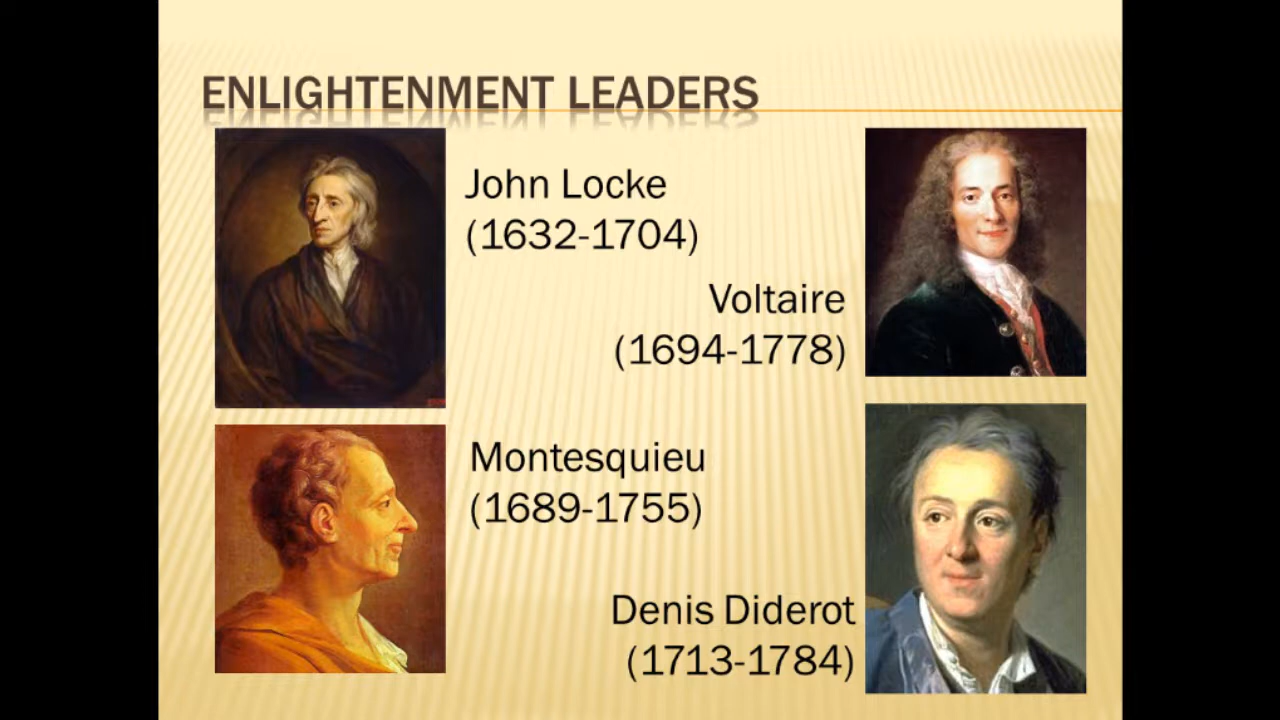 ENLIGHTENMENT LEADERS
John Locke
(1632-1704)
Voltaire
(1694-1778)
Montesquieu
(1689-1755)
Denis Diderot
(1713-1784)